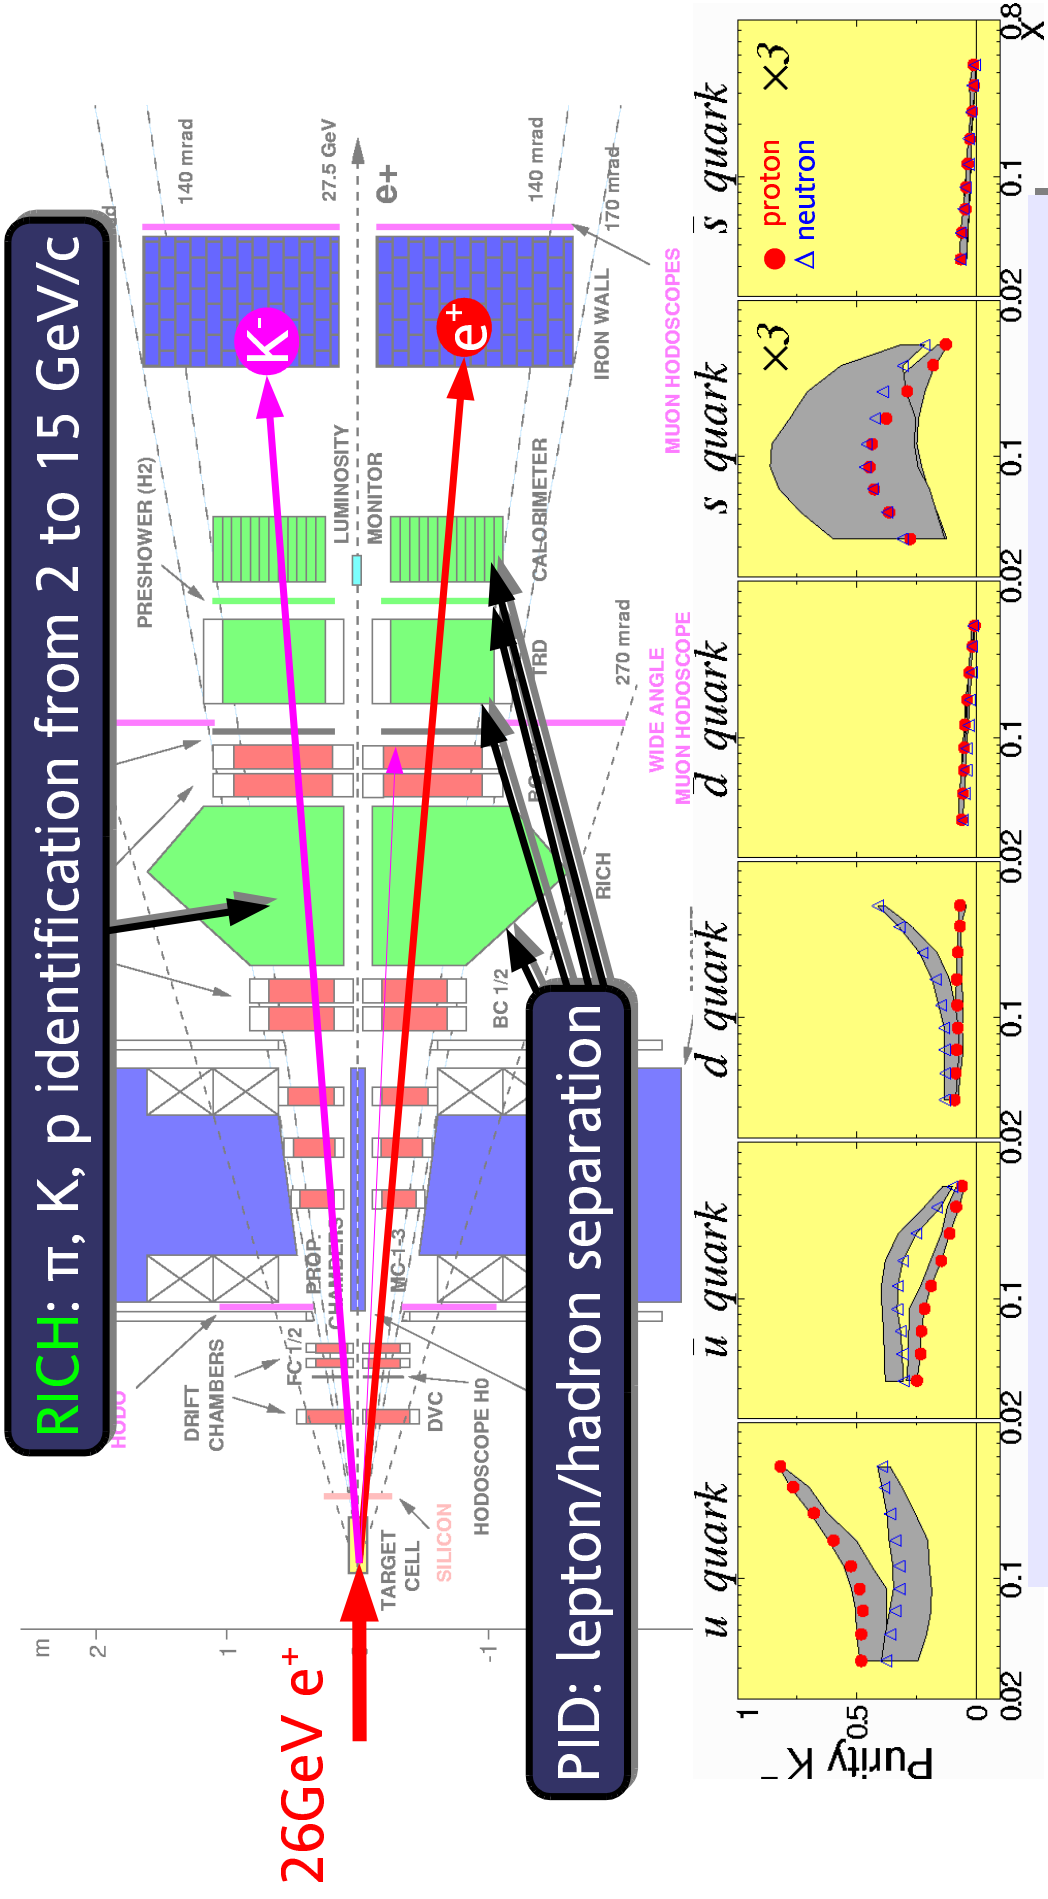 RICH: π, K, p identification from 2 to 15 GeV/c
m
2
1
-1
HODO
DRIFT
CHAMBERS
FC 1/2
PROP.
CHAMBERS
MC-1-3
PRESHOWER (H2)
LUMINOSITY
MONITOR
140 mrad
27.5 GeV
e+
140 mrad
170 mrad
K⁻
e⁺
26GeV e⁺
TARGET
CELL
SILICON
HODOSCOPE H0
DVC
BC 1/2
RICH
TRD
CALORIMETER
IRON WALL
MUON HODOSCOPES
270 mrad
WIDE ANGLE
MUON HODOSCOPE
PID: lepton/hadron separation
u quark
ū quark
d quark
d̄ quark
s quark
s̄ quark
×3
×3
proton
neutron
Purity K⁻
1
0.5
0
0.02
0.1
0.02
0.1
0.02
0.1
0.02
0.1
0.02
0.1
0.02
0.1
0.8
X